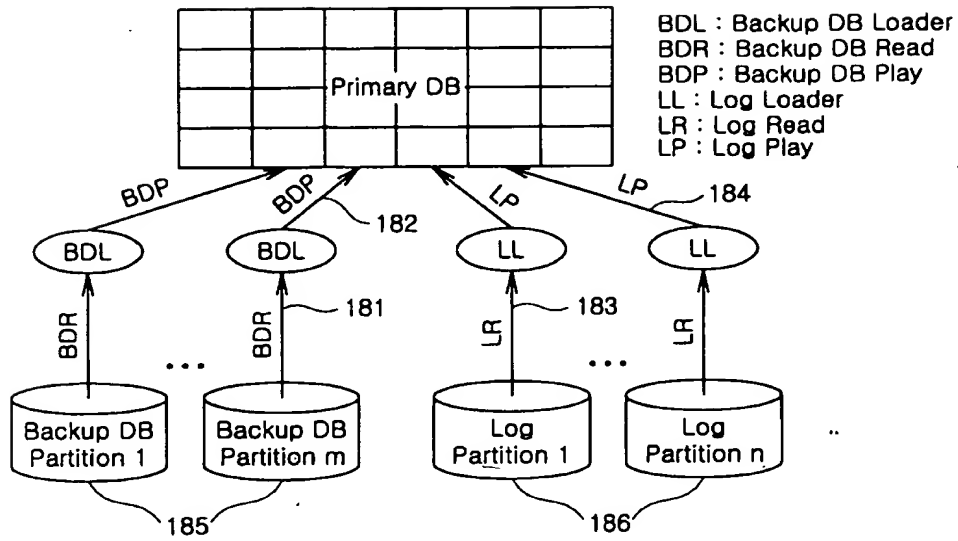 BDL : Backup DB Loader
BDR : Backup DB Read
BDP : Backup DB Play
LL : Log Loader
LR : Log Read
LP : Log Play
Primary DB
BDP
BDP
LP
LP
184
182
BDL
BDL
LL
LL
181
183
BDR
BDR
LR
LR
...
...
Backup DB
Partition 1
Backup DB
Partition m
Log
Partition 1
Log
Partition n
185
186